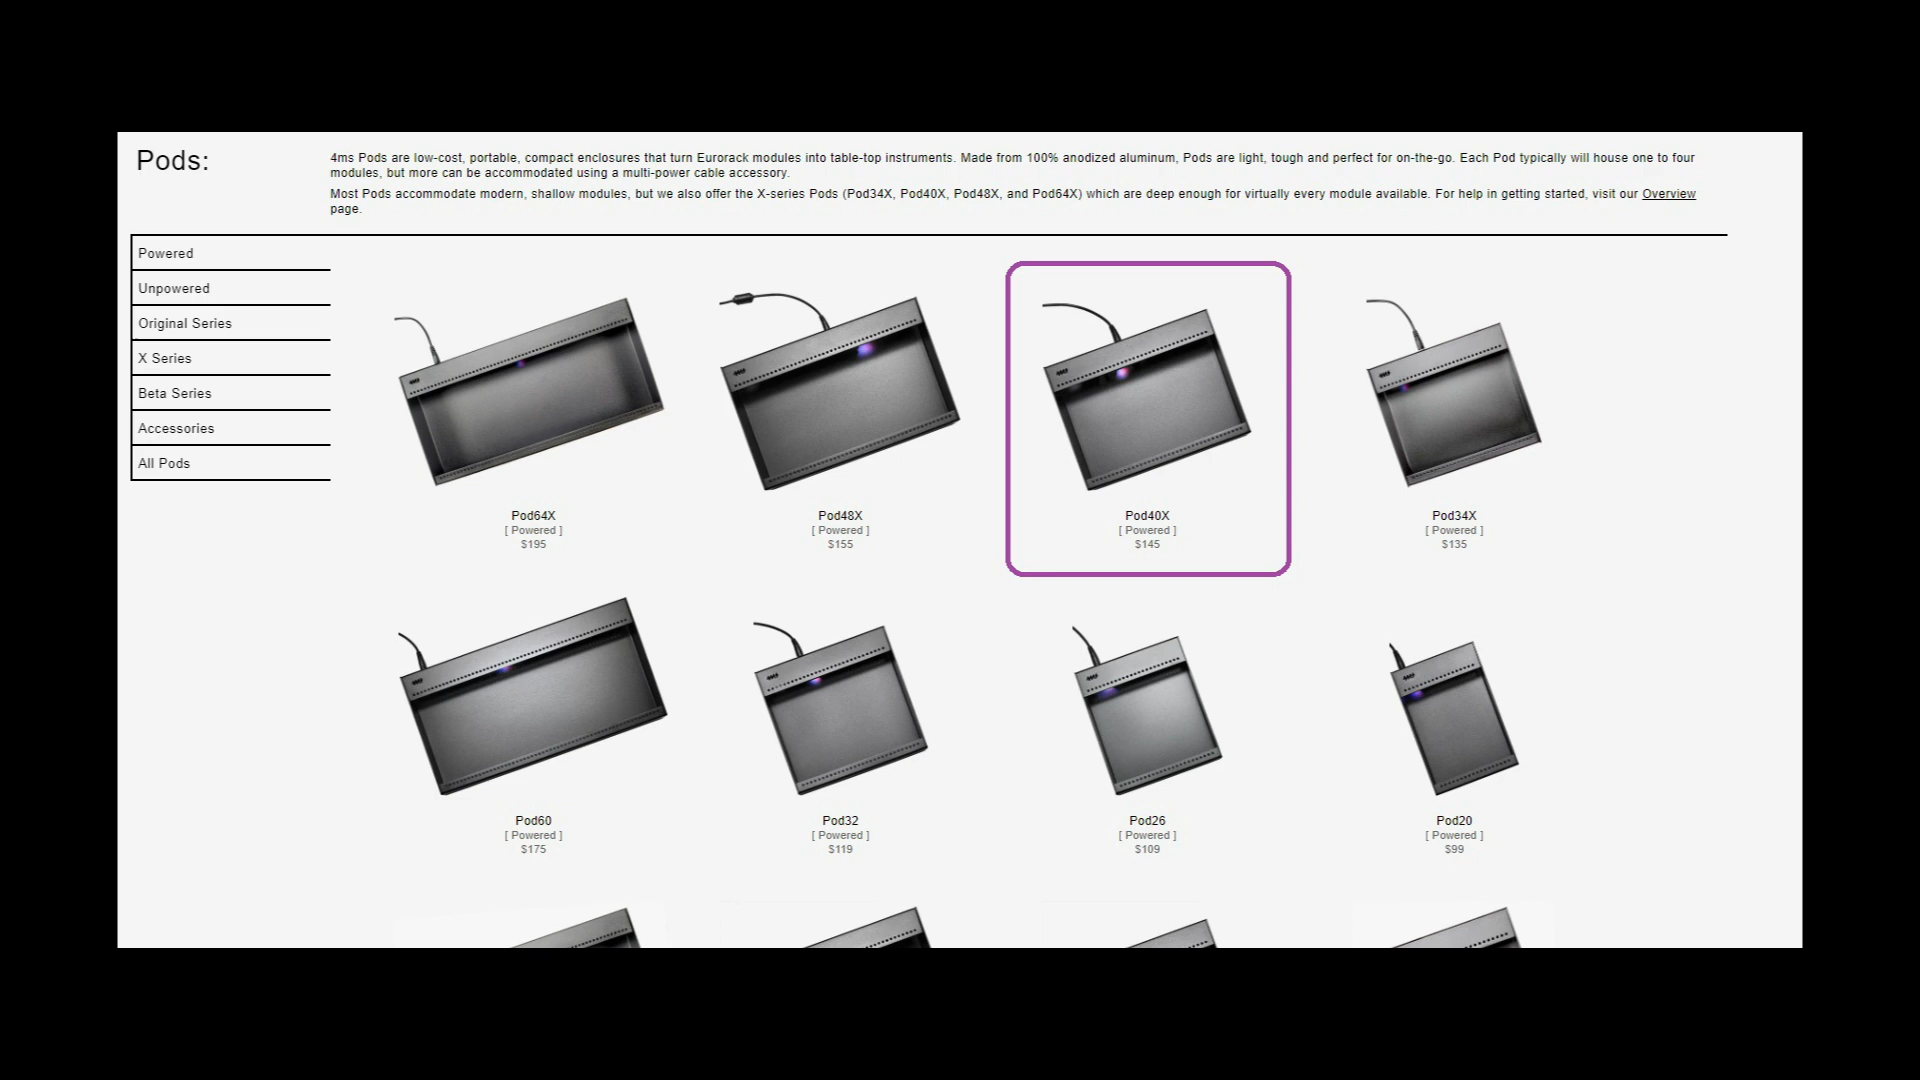 Pods:
4ms Pods are low-cost, portable, compact enclosures that turn Eurorack modules into table-top instruments. Made from 100% anodized aluminum, Pods are light, tough and perfect for on-the-go. Each Pod typically will house one to four
modules, but more can be accommodated using a multi-power cable accessory.
Most Pods accommodate modern, shallow modules, but we also offer the X-series Pods (Pod34X, Pod40X, Pod48X, and Pod64X) which are deep enough for virtually every module available. For help in getting started, visit our Overview
page.
Powered
Unpowered
Original Series
X Series
Beta Series
Accessories
All Pods
Pod64X
[ Powered ]
$195
Pod48X
[ Powered ]
$155
Pod40X
[ Powered ]
$145
Pod34X
[ Powered ]
$135
Pod60
[ Powered ]
$175
Pod32
[ Powered ]
$119
Pod26
[ Powered ]
$109
Pod20
[ Powered ]
$99